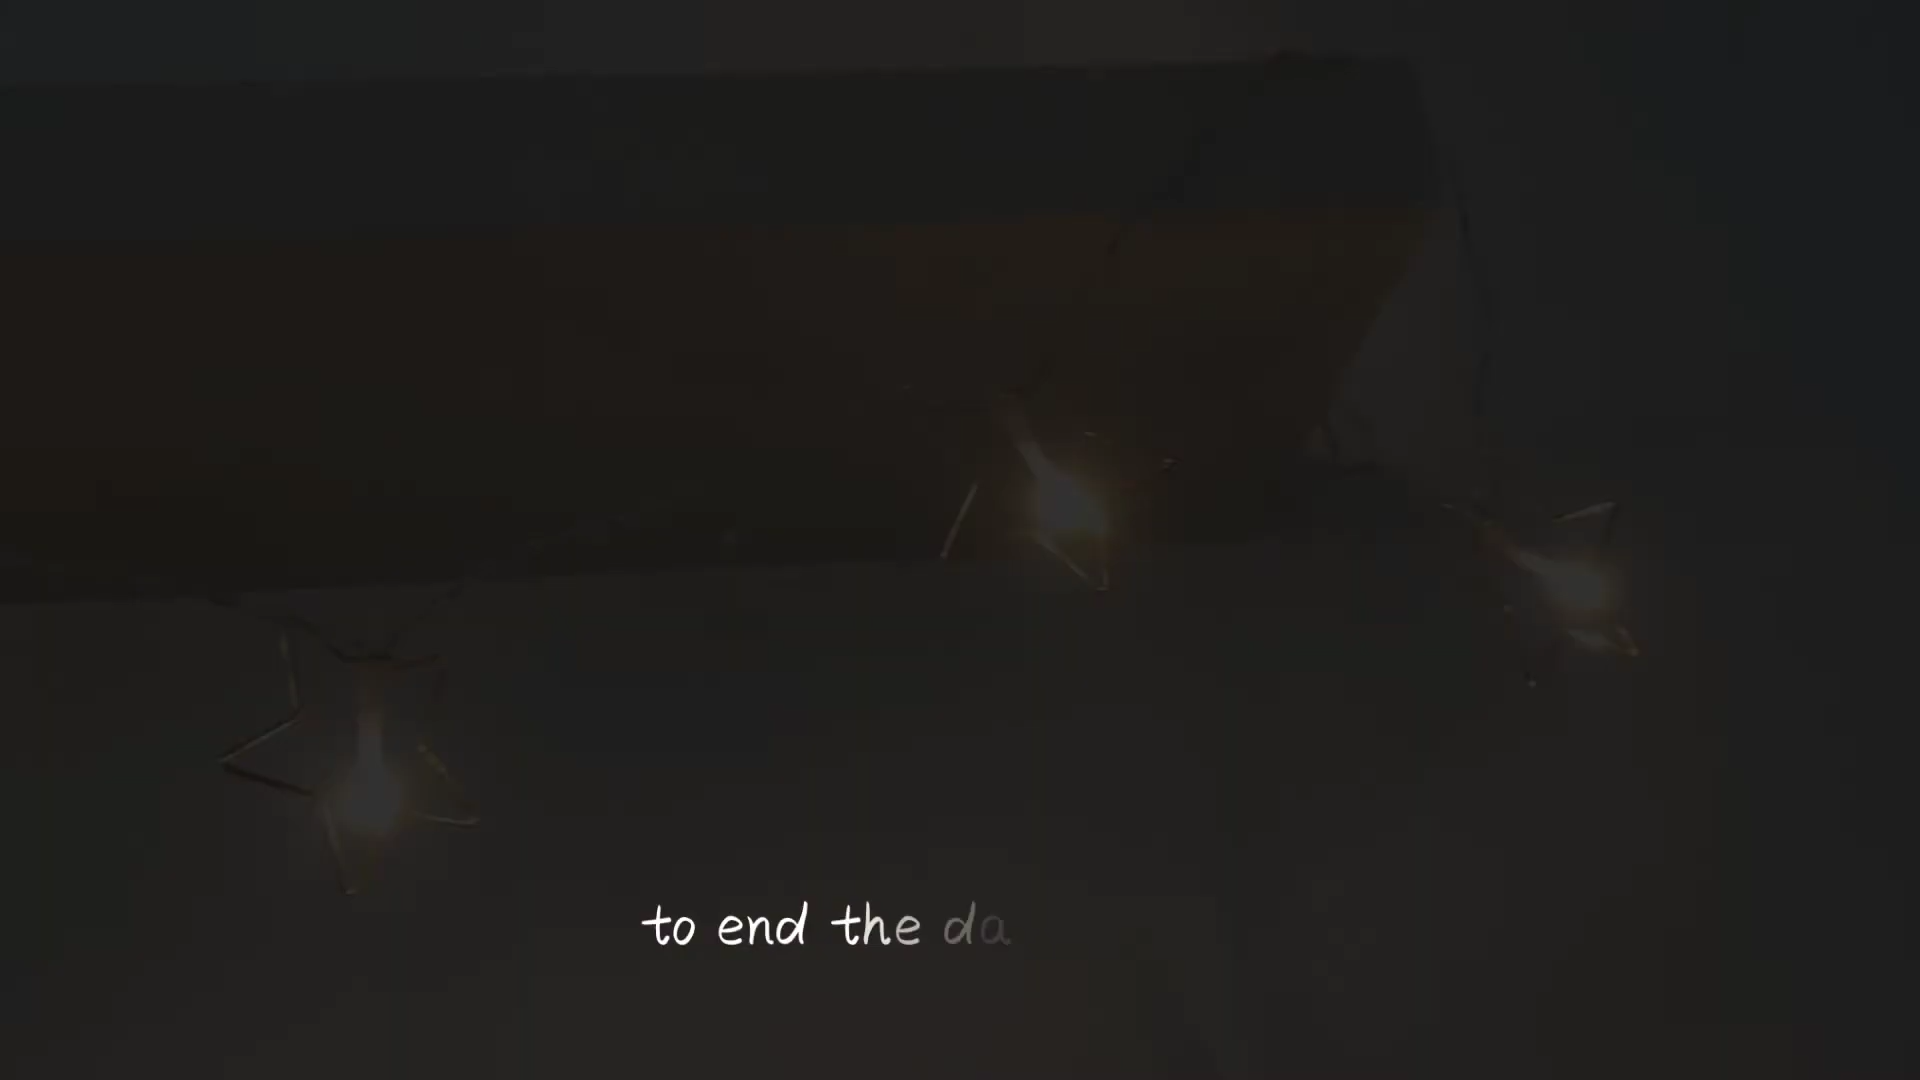 to end the da